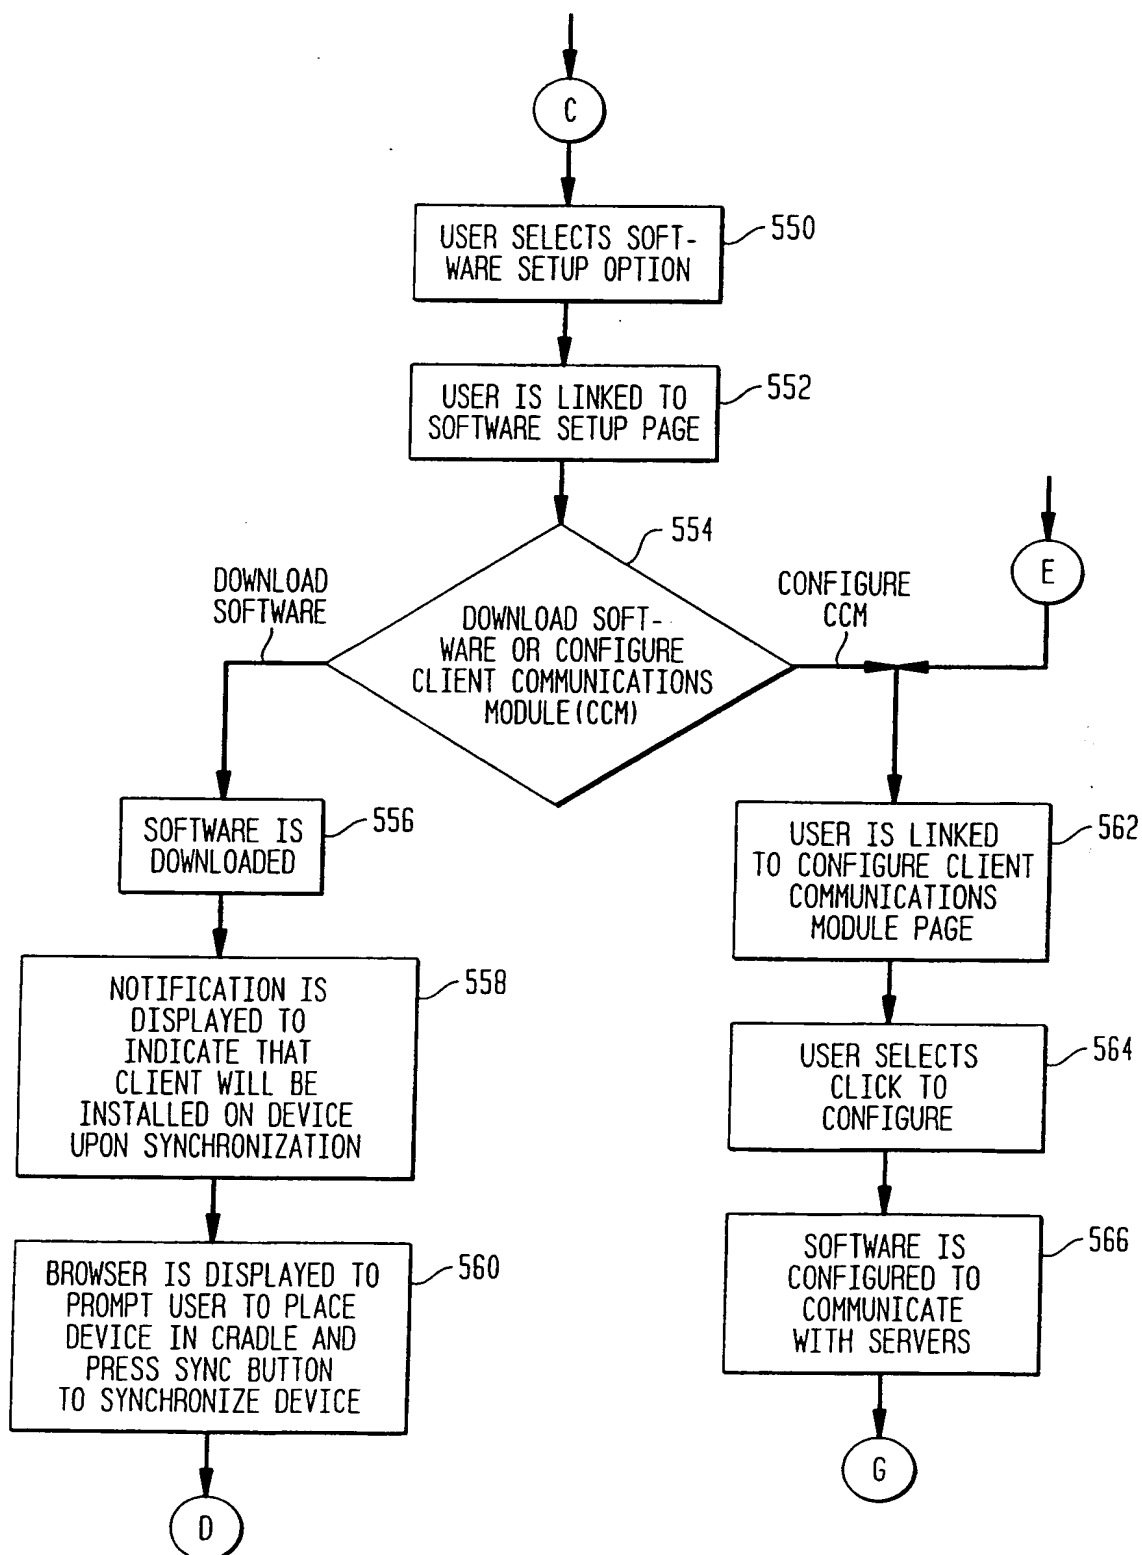 C
USER SELECTS SOFT-
WARE SETUP OPTION
550
USER IS LINKED TO
SOFTWARE SETUP PAGE
552
554
DOWNLOAD
SOFTWARE
DOWNLOAD SOFT-
WARE OR CONFIGURE
CLIENT COMMUNICATIONS
MODULE(CCM)
CONFIGURE
CCM
E
SOFTWARE IS
DOWNLOADED
556
NOTIFICATION IS
DISPLAYED TO
INDICATE THAT
CLIENT WILL BE
INSTALLED ON DEVICE
UPON SYNCHRONIZATION
558
BROWSER IS DISPLAYED TO
PROMPT USER TO PLACE
DEVICE IN CRADLE AND
PRESS SYNC BUTTON
TO SYNCHRONIZE DEVICE
560
D
USER IS LINKED
TO CONFIGURE CLIENT
COMMUNICATIONS
MODULE PAGE
562
USER SELECTS
CLICK TO
CONFIGURE
564
SOFTWARE IS
CONFIGURED TO
COMMUNICATE
WITH SERVERS
566
G